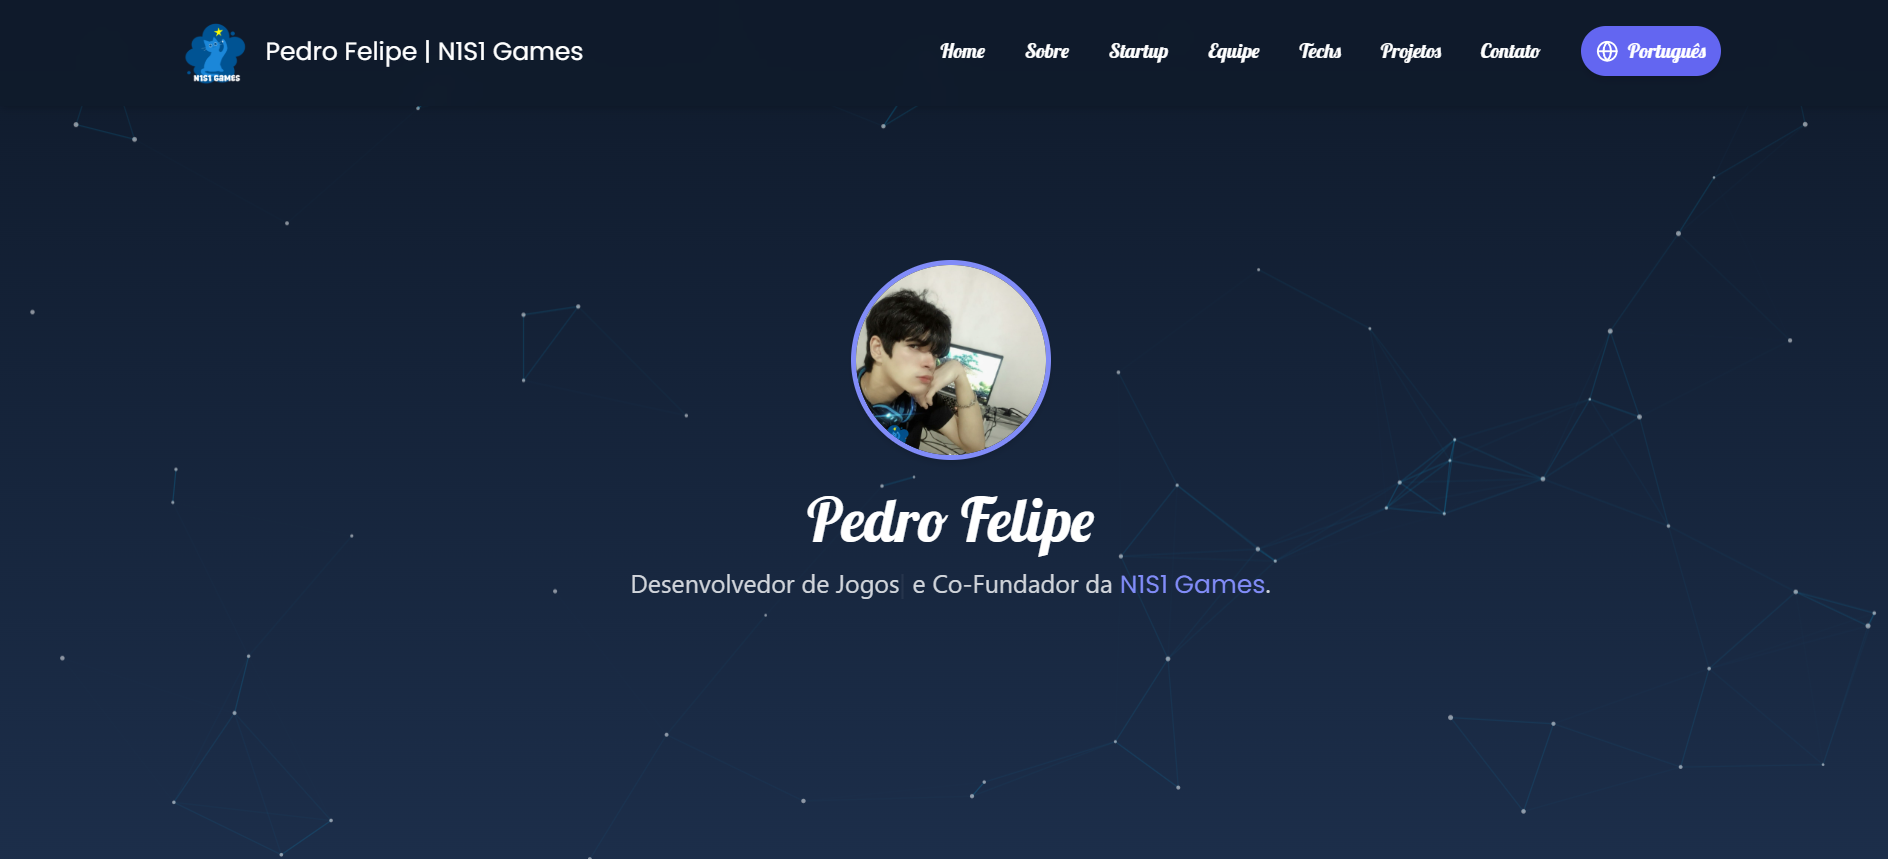 N1S1 GAMES
Pedro Felipe | N1S1 Games
Home
Sobre
Startup
Equipe
Techs
Projetos
Contato
Português
Pedro Felipe
Desenvolvedor de Jogos| e Co-Fundador da N1S1 Games.